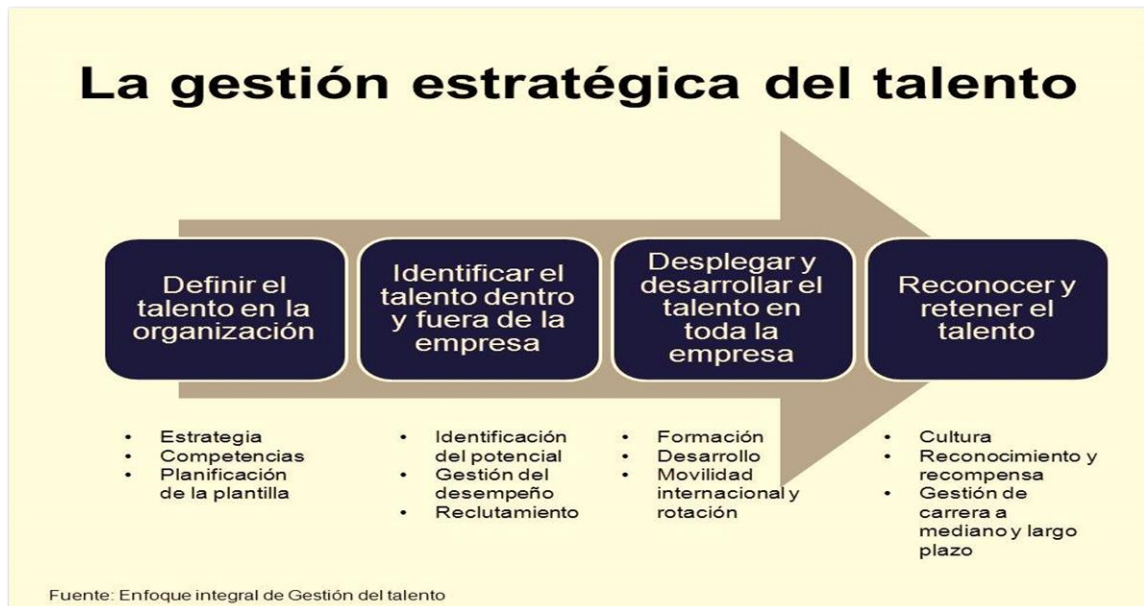 La gestión estratégica del talento
Definir el
talento en la
organización
Identificar el
talento dentro
y fuera de la
empresa
Desplegar y
desarrollar el
talento en
toda la
empresa
Reconocer y
retener el
talento
• Estrategia
• Competencias
• Planificación
de la plantilla
• Identificación
del potencial
• Gestión del
desempeño
• Reclutamiento
• Formación
• Desarrollo
• Movilidad
internacional y
rotación
• Cultura
• Reconocimiento y
recompensa
• Gestión de
carrera a
mediano y largo
plazo
Fuente: Enfoque integral de Gestión del talento